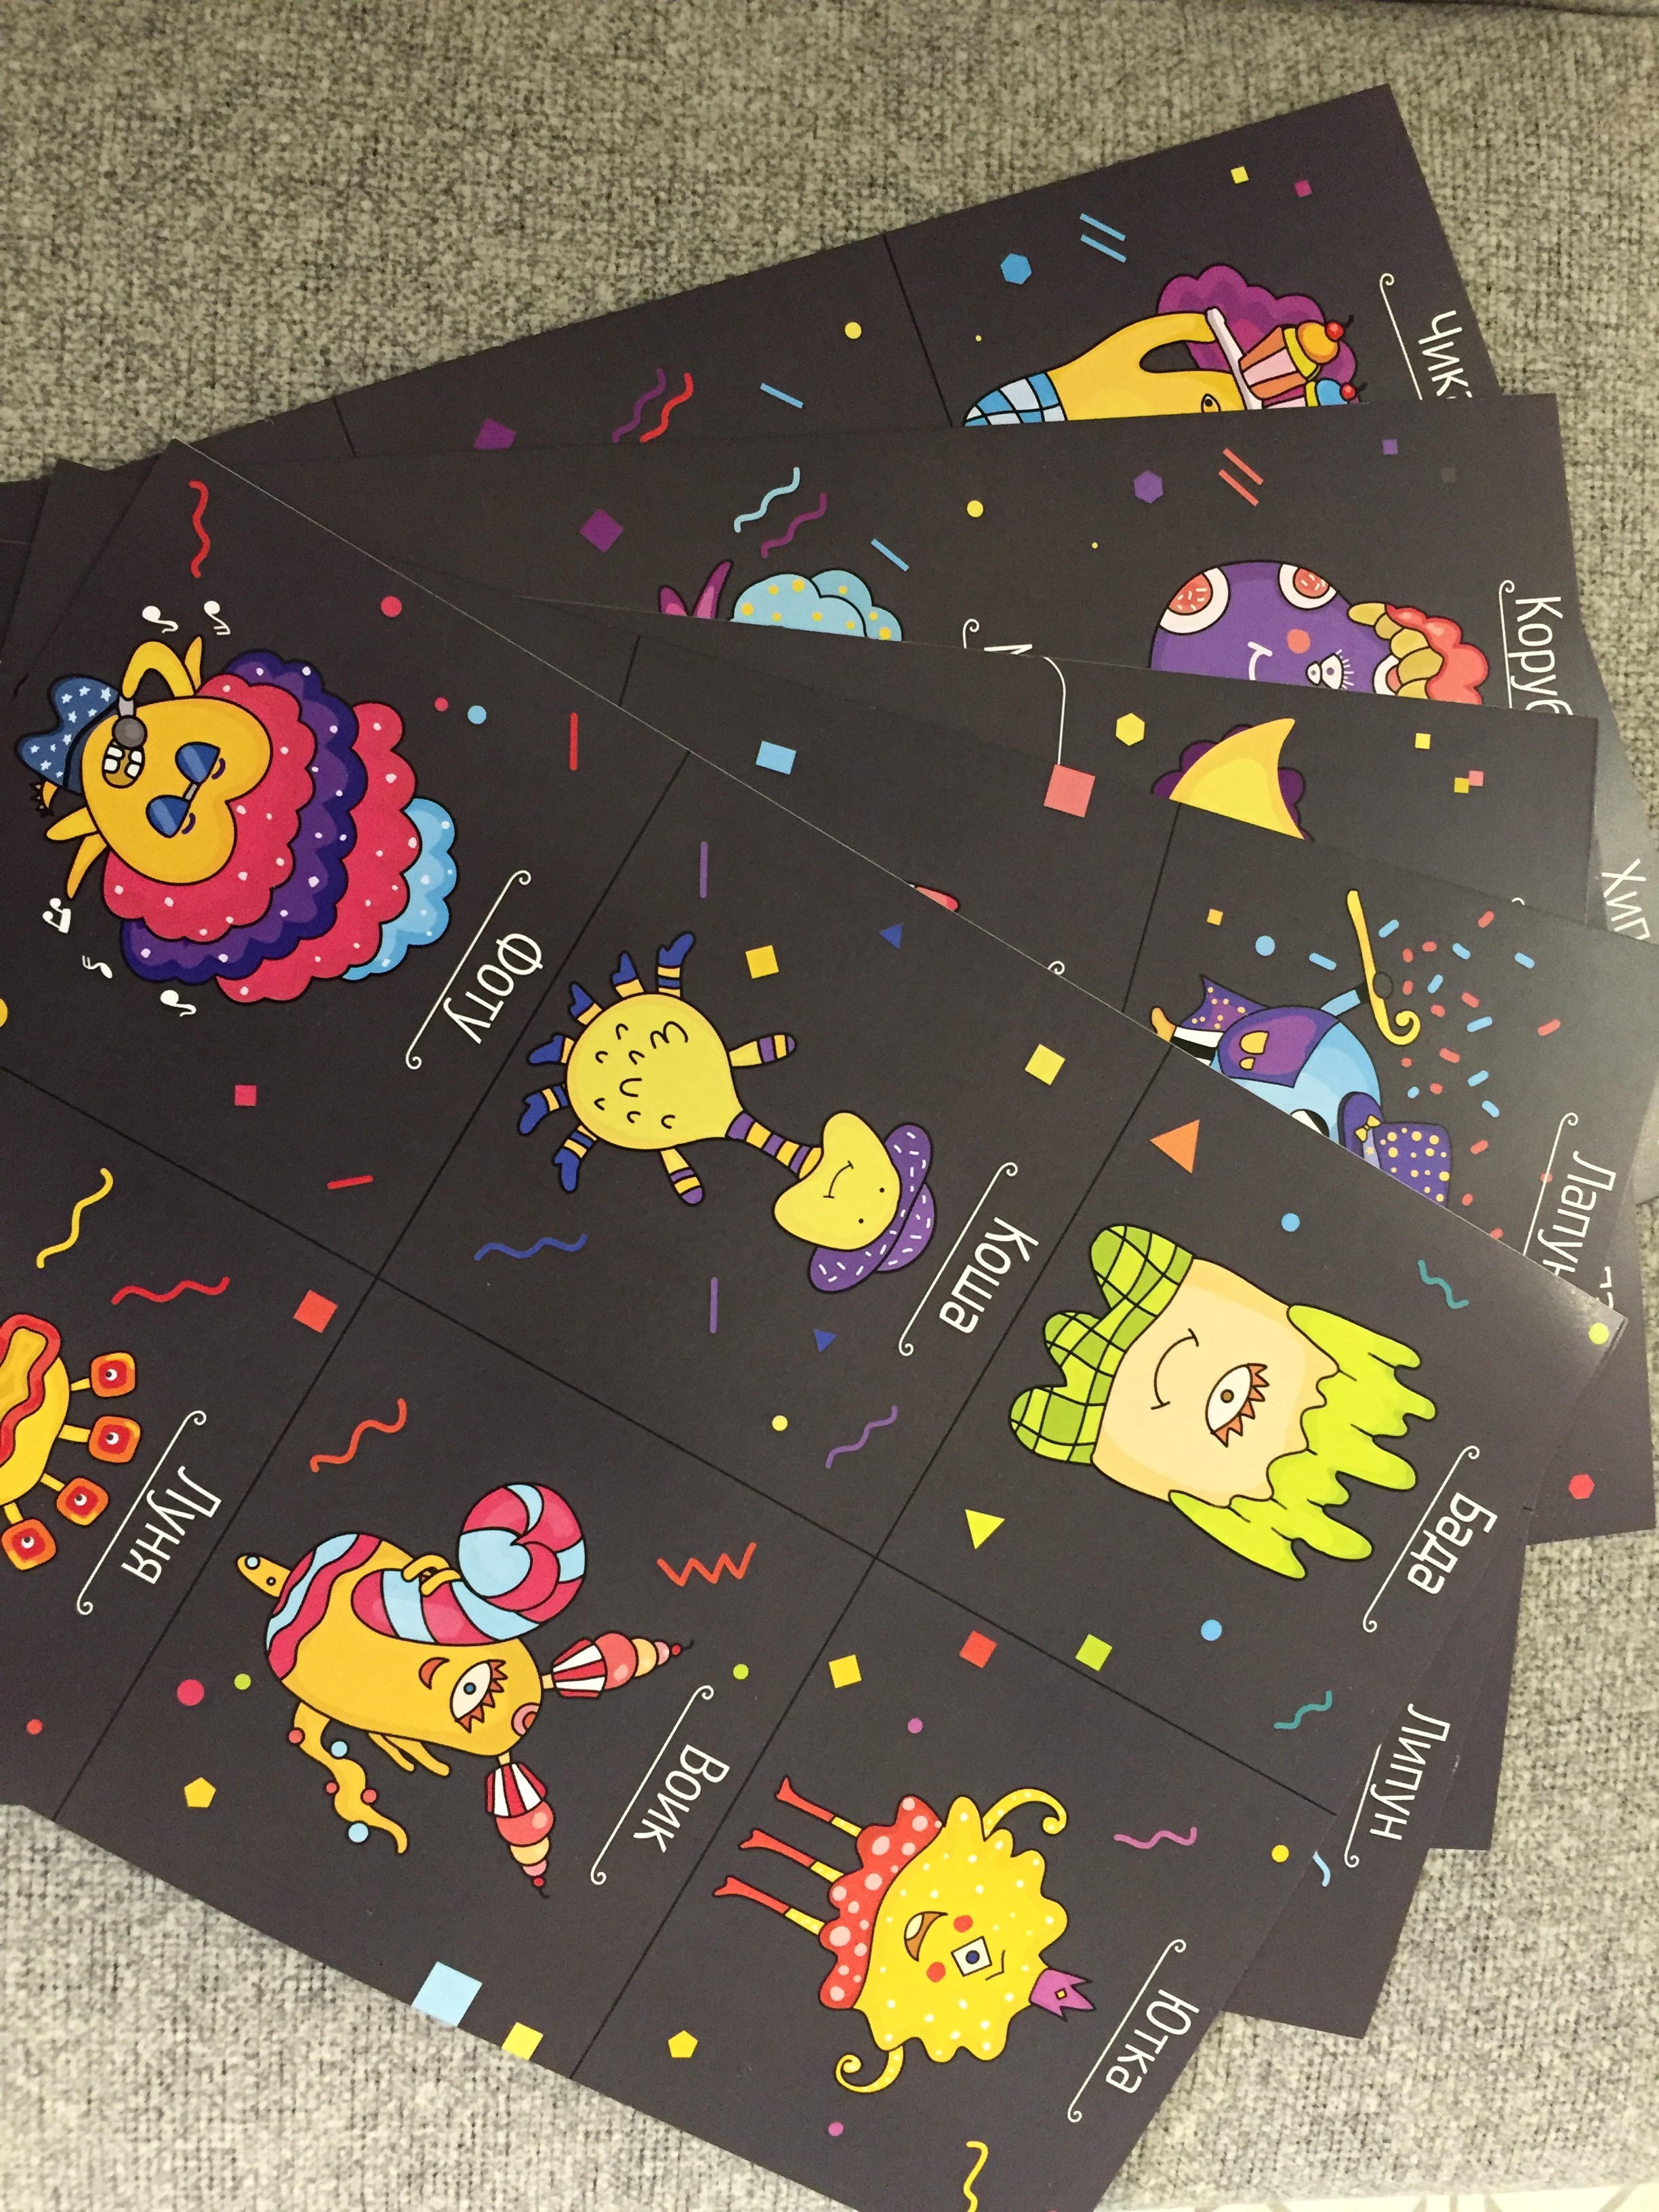 Фоту
Коша
Бада
Луня
Воик
Ютка
Липун